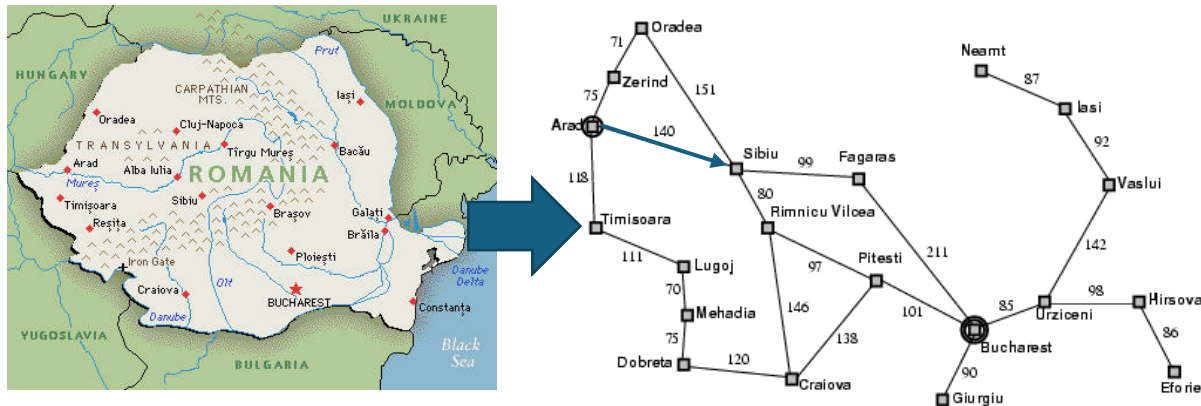 UKRAINE
Prut
HUNGARY
CARPATHIAN
MTS.
Iași
MOLDOVA
Oradea
Cluj-Napoca
TRANSYLVANIA
Tîrgu Mureș
Bacău
Arad
Alba Iulia
ROMANIA
Mureș
Timișoara
Sibiu
Brașov
Galați
Reșița
Brăila
Ploiești
Iron Gate
Danube
Delta
Craiova
Olt
BUCHAREST
Constanța
Danube
YUGOSLAVIA
BULGARIA
Black
Sea
Oradea
71
Neamt
Zerind
87
75
151
Iasi
Arad
140
92
Sibiu
99
Fagaras
118
80
Vaslui
Timisoara
Rimnicu Vilcea
111
Lugoj
97
Pitesti
211
142
70
98
Hirsova
Mehadia
146
101
85
Urziceni
75
138
86
Bucharest
Dobreta
120
90
Craiova
Eforie
Giurgiu